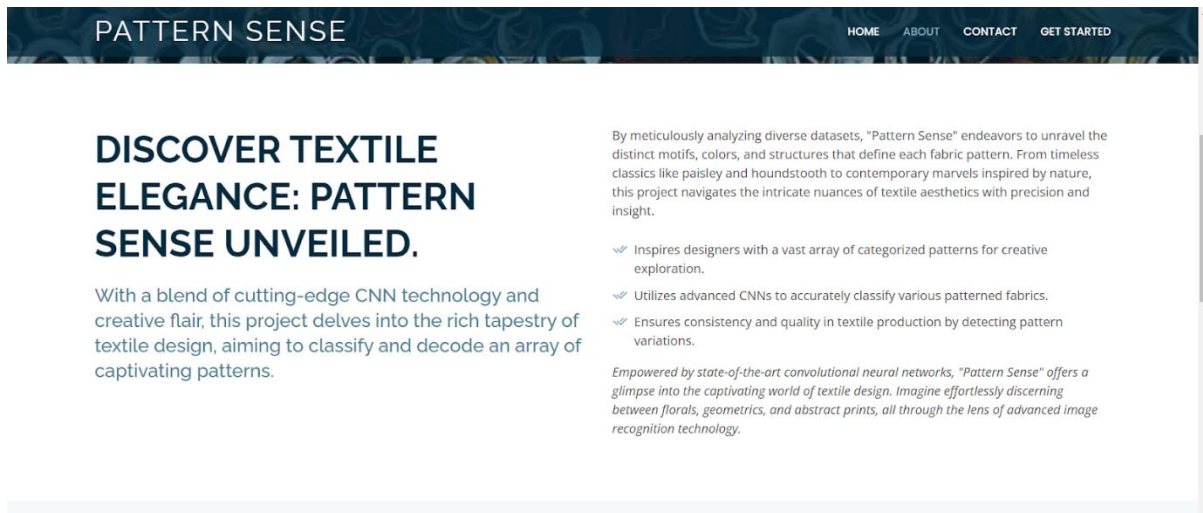 PATTERN SENSE
HOME ABOUT CONTACT GET STARTED
DISCOVER TEXTILE
ELEGANCE: PATTERN
SENSE UNVEILED.
With a blend of cutting-edge CNN technology and
creative flair, this project delves into the rich tapestry of
textile design, aiming to classify and decode an array of
captivating patterns.
By meticulously analyzing diverse datasets, "Pattern Sense" endeavors to unravel the
distinct motifs, colors, and structures that define each fabric pattern. From timeless
classics like paisley and houndstooth to contemporary marvels inspired by nature,
this project navigates the intricate nuances of textile aesthetics with precision and
insight.
Inspires designers with a vast array of categorized patterns for creative
exploration.
Utilizes advanced CNNs to accurately classify various patterned fabrics.
Ensures consistency and quality in textile production by detecting pattern
variations.
Empowered by state-of-the-art convolutional neural networks, "Pattern Sense" offers a
glimpse into the captivating world of textile design. Imagine effortlessly discerning
between florals, geometrics, and abstract prints, all through the lens of advanced image
recognition technology.